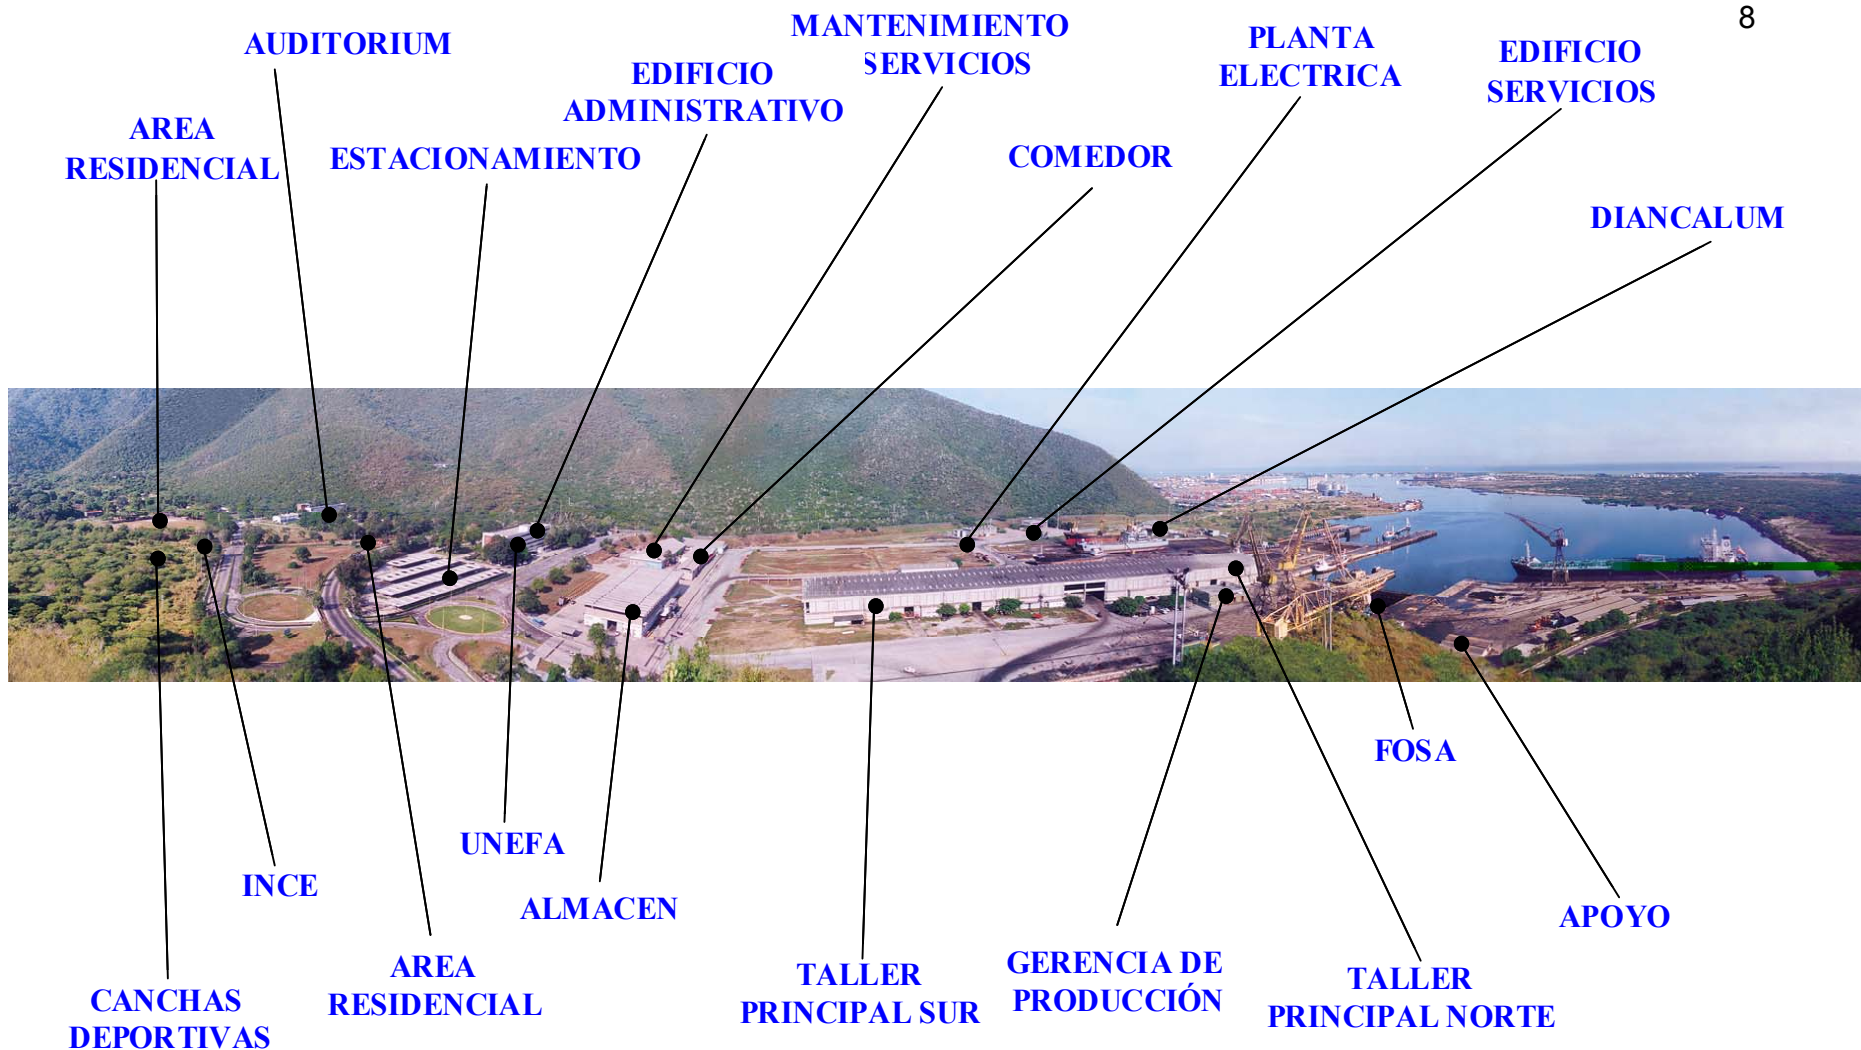 8
AUDITORIUM
MANTENIMIENTO
SERVICIOS
PLANTA
ELECTRICA
EDIFICIO
SERVICIOS
EDIFICIO
ADMINISTRATIVO
AREA
RESIDENCIAL
ESTACIONAMIENTO
COMEDOR
DIANCALUM
FOSA
UNEFA
INCE
ALMACEN
APOYO
AREA
RESIDENCIAL
TALLER
PRINCIPAL SUR
GERENCIA DE
PRODUCCIÓN
TALLER
PRINCIPAL NORTE
CANCHAS
DEPORTIVAS